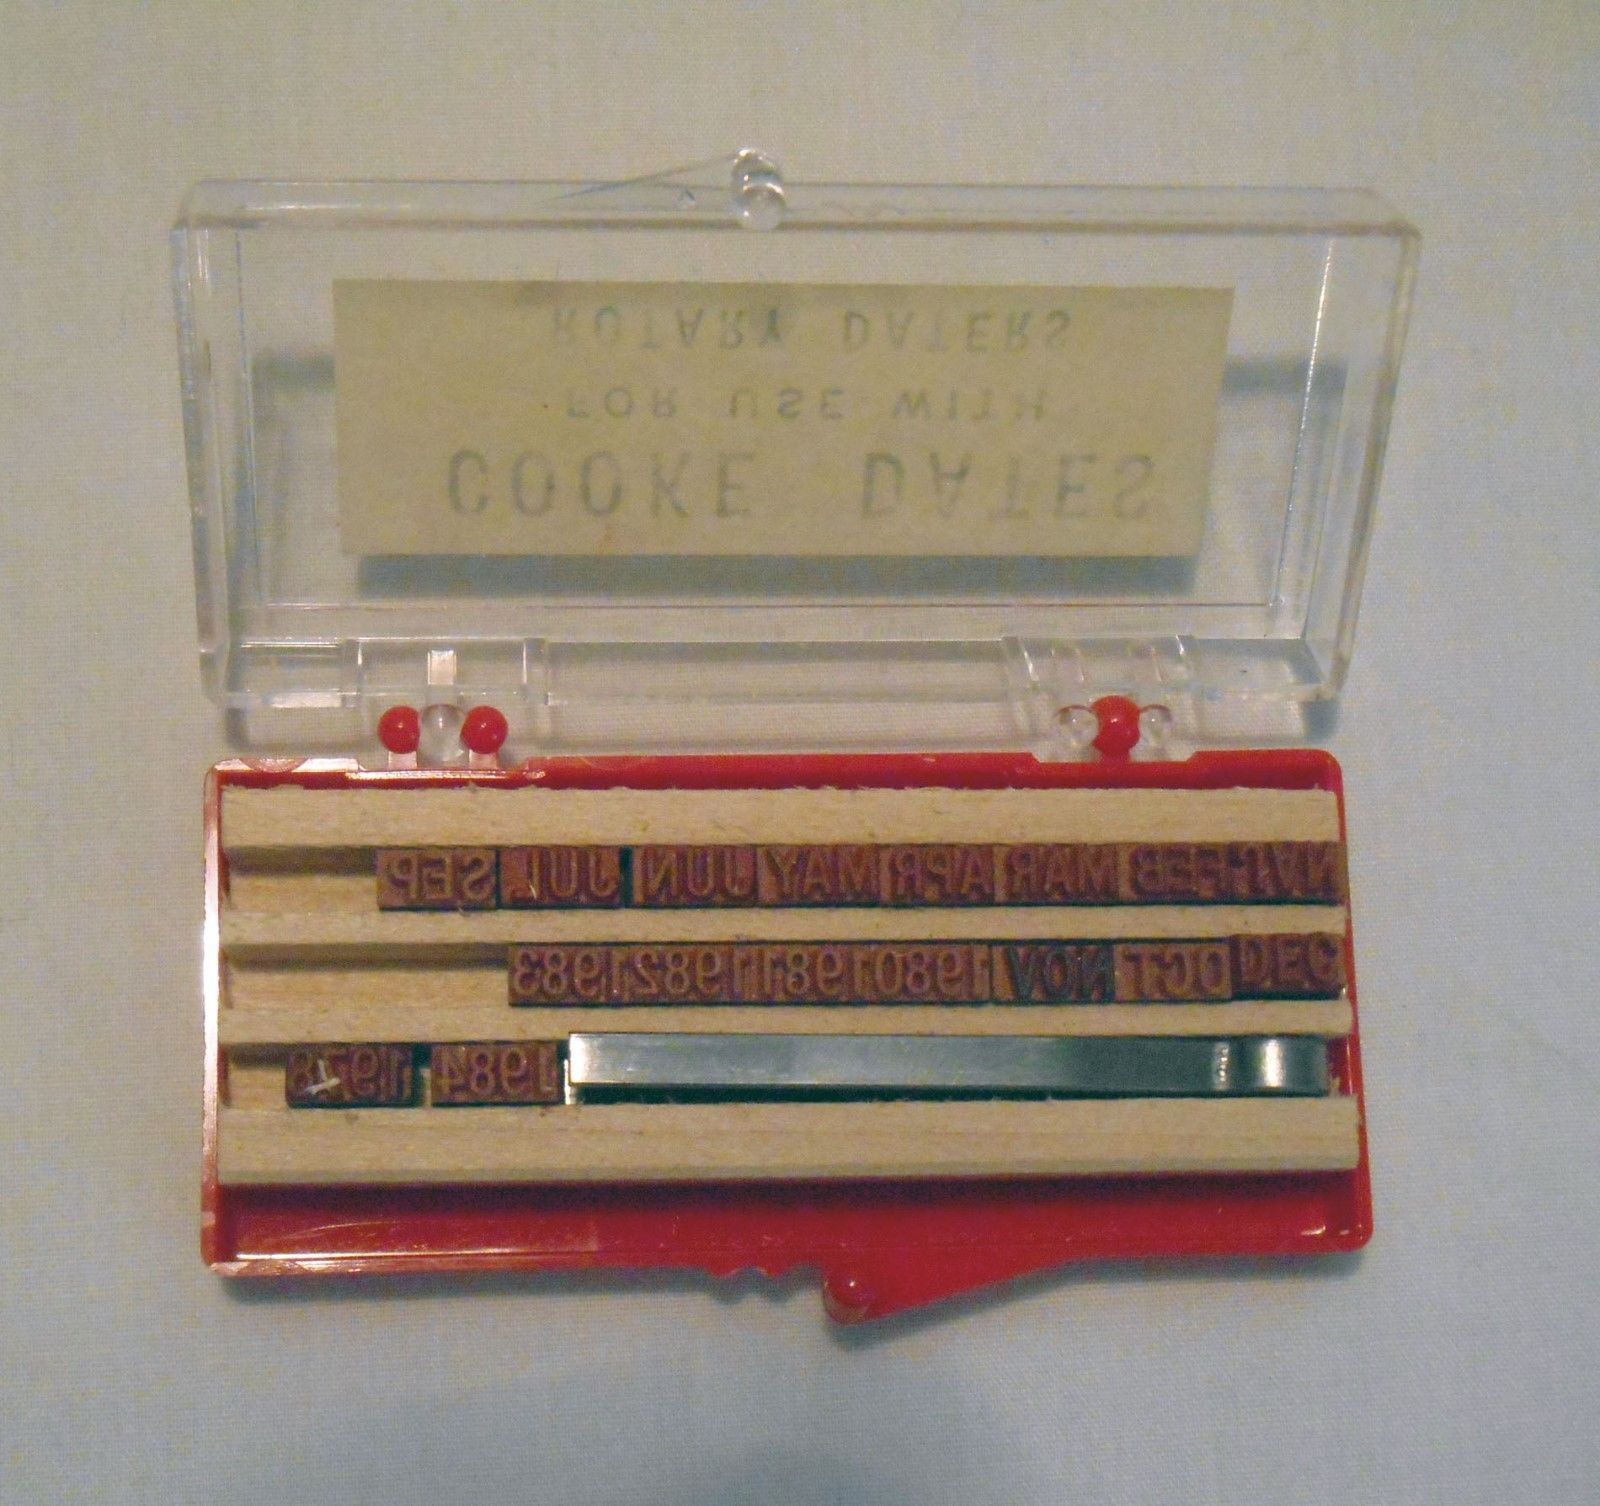 COOKE DATES
FOR USE WITH
ROTARY DATERS
JAN FEB MAR APR MAY JUN JUL SEP
DEC OCT NOV 1980 1981 1982 1983
1984